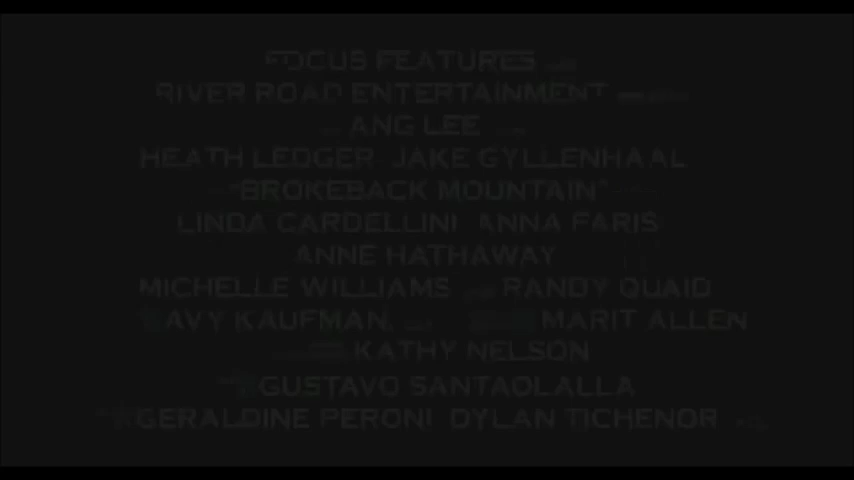 FOCUS FEATURES
RIVER ROAD ENTERTAINMENT
ANG LEE
HEATH LEDGER JAKE GYLLENHAAL
"BROKEBACK MOUNTAIN"
LINDA CARDELLINI ANNA FARIS
ANNE HATHAWAY
MICHELLE WILLIAMS RANDY QUAID
AVY KAUFMAN, MARIT ALLEN
KATHY NELSON
GUSTAVO SANTAOLALLA
GERALDINE PERONI DYLAN TICHENOR